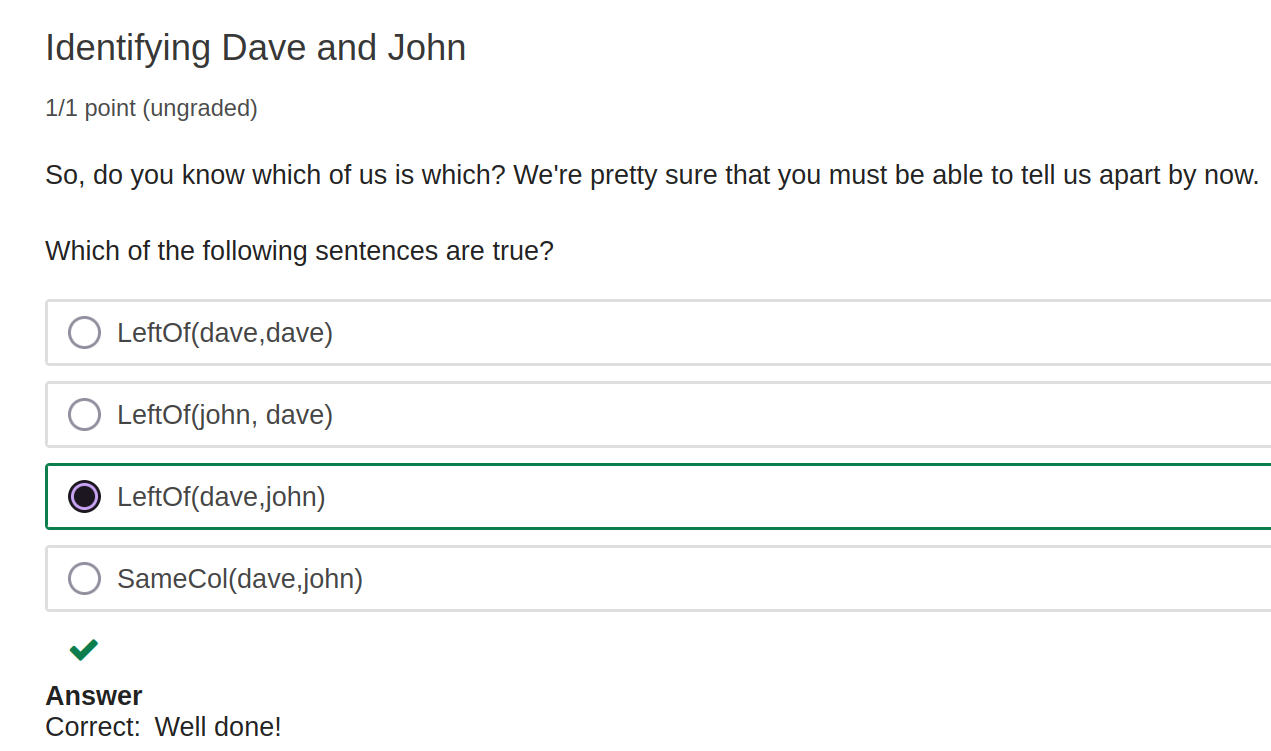 Identifying Dave and John
1/1 point (ungraded)
So, do you know which of us is which? We're pretty sure that you must be able to tell us apart by now.
Which of the following sentences are true?
LeftOf(dave,dave)
LeftOf(john, dave)
LeftOf(dave,john)
SameCol(dave,john)
Answer
Correct: Well done!